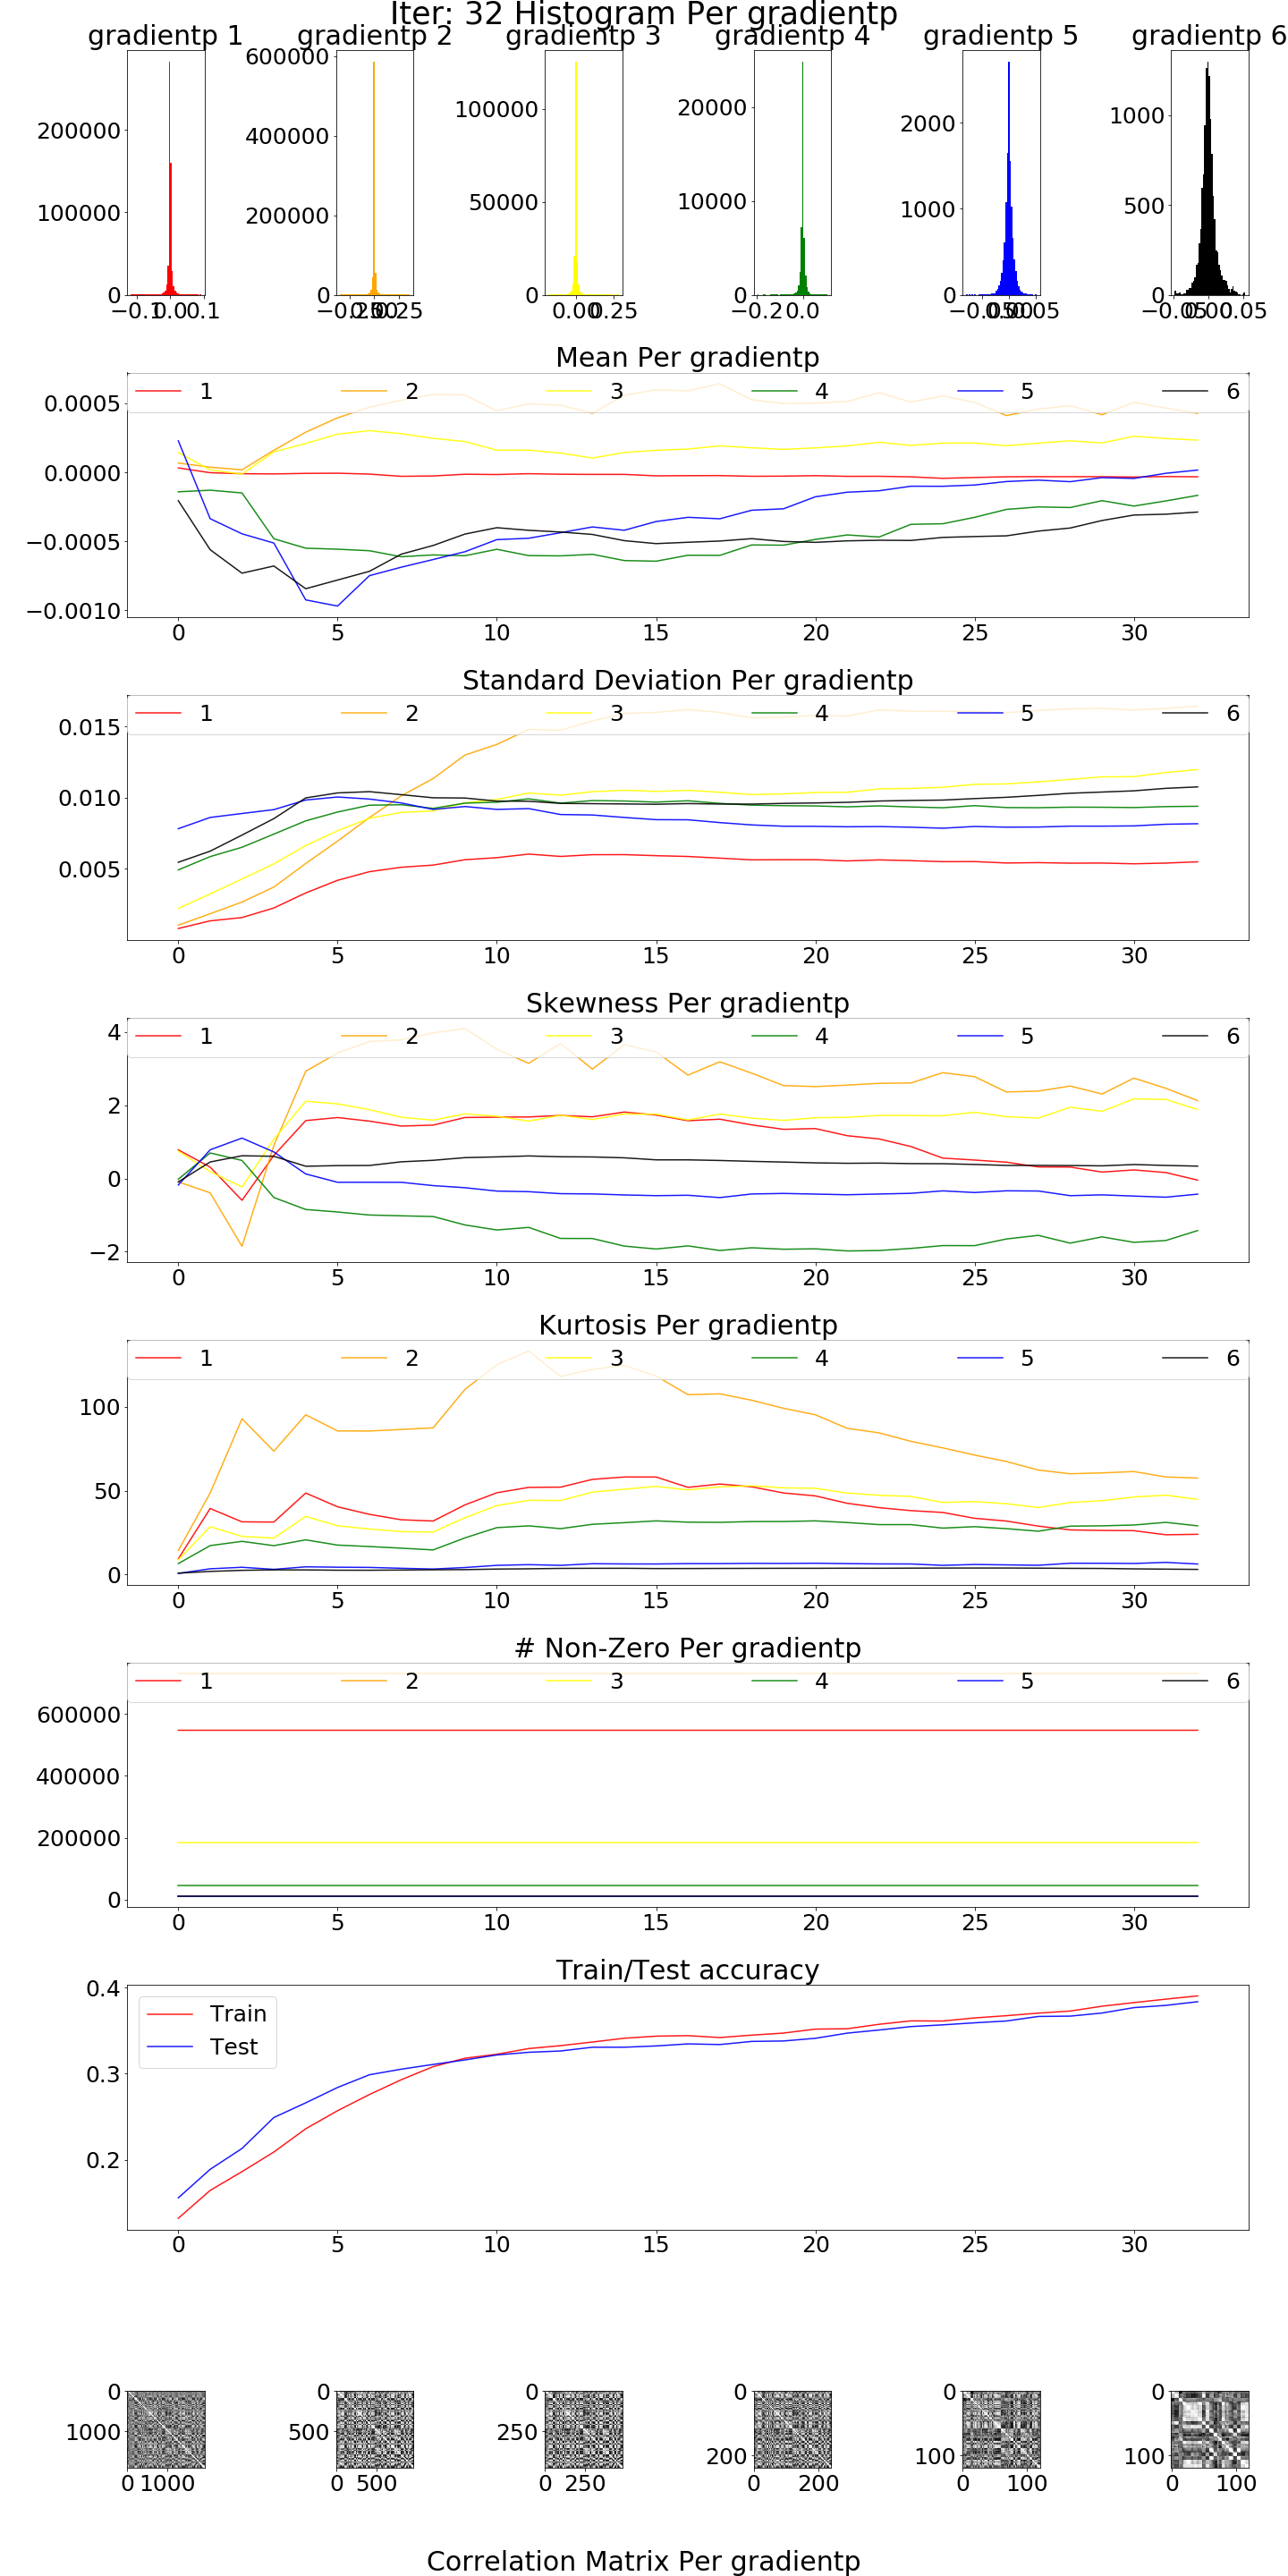 Iter: 32 Histogram Per gradientp
gradientp 1 gradientp 2 gradientp 3 gradientp 4 gradientp 5 gradientp 6
200000 100000 0
600000 400000 200000 0
100000 50000 0
20000 10000 0
2000 1000 0
1000 500 0
0.00 0.25
−0.2 0.0
Mean Per gradientp
1 2 3 4 5 6
0.0005
0.0000
−0.0005
−0.0010
0 5 10 15 20 25 30
Standard Deviation Per gradientp
1 2 3 4 5 6
0.015
0.010
0.005
0 5 10 15 20 25 30
Skewness Per gradientp
1 2 3 4 5 6
4
2
0
−2
0 5 10 15 20 25 30
Kurtosis Per gradientp
1 2 3 4 5 6
100
50
0
0 5 10 15 20 25 30
# Non-Zero Per gradientp
1 2 3 4 5 6
600000
400000
200000
0
0 5 10 15 20 25 30
Train/Test accuracy
Train
Test
0.4
0.3
0.2
0 5 10 15 20 25 30
0 0 0 0 0 0
1000 500 250 200 100 100
0 1000 0 500 0 250 0 200 0 100 0 100
Correlation Matrix Per gradientp